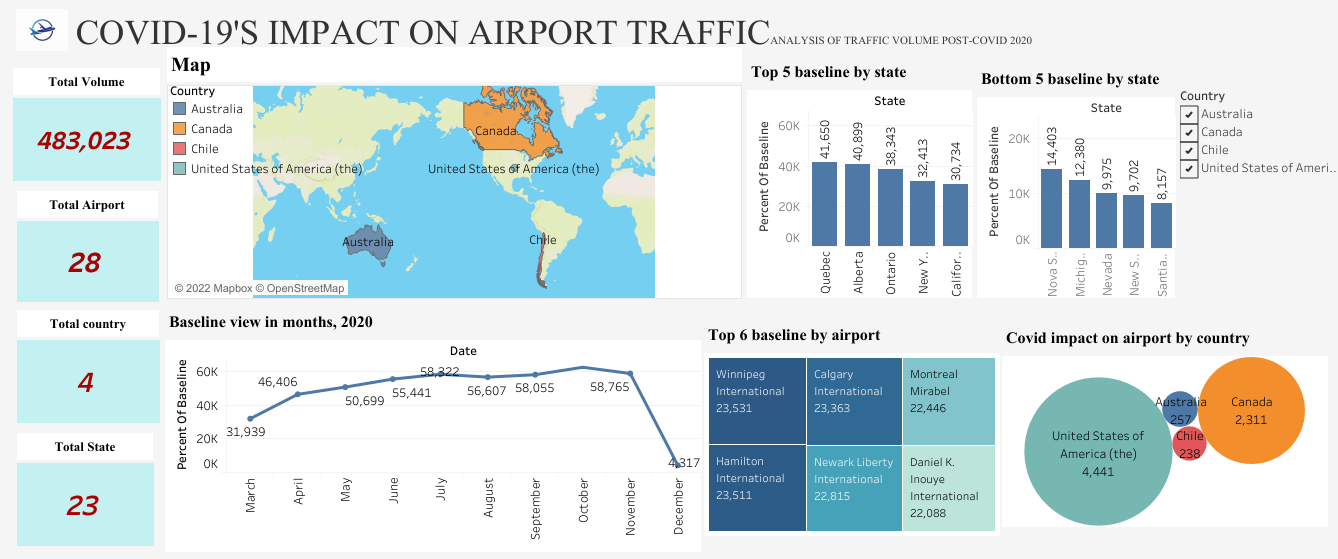 COVID-19'S IMPACT ON AIRPORT TRAFFIC ANALYSIS OF TRAFFIC VOLUME POST-COVID 2020
Total Volume
483,023
Total Airport
28
Total country
4
Total State
23
Map
Country
Australia
Canada
Chile
United States of America (the)
Canada
United States of America (the)
Australia
Chile
© 2022 Mapbox © OpenStreetMap
Top 5 baseline by state
State
Percent Of Baseline
60K
40K
20K
0K
41,650
40,899
38,343
32,413
30,734
Quebec
Alberta
Ontario
New Y..
Califor..
Bottom 5 baseline by state
State
Percent Of Baseline
20K
10K
0K
14,403
12,380
9,975
9,702
8,157
Nova S..
Michig..
Nevada
New S..
Santia..
Country
Australia
Canada
Chile
United States of Ameri..
Baseline view in months, 2020
Date
Percent Of Baseline
60K
40K
20K
0K
31,939
46,406
50,699
55,441
58,322
56,607
58,055
58,765
4,317
March
April
May
June
July
August
September
October
November
December
Top 6 baseline by airport
Winnipeg
International
23,531
Calgary
International
23,363
Montreal
Mirabel
22,446
Hamilton
International
23,511
Newark Liberty
International
22,815
Daniel K.
Inouye
International
22,088
Covid impact on airport by country
United States of
America (the)
4,441
Australia
257
Chile
238
Canada
2,311